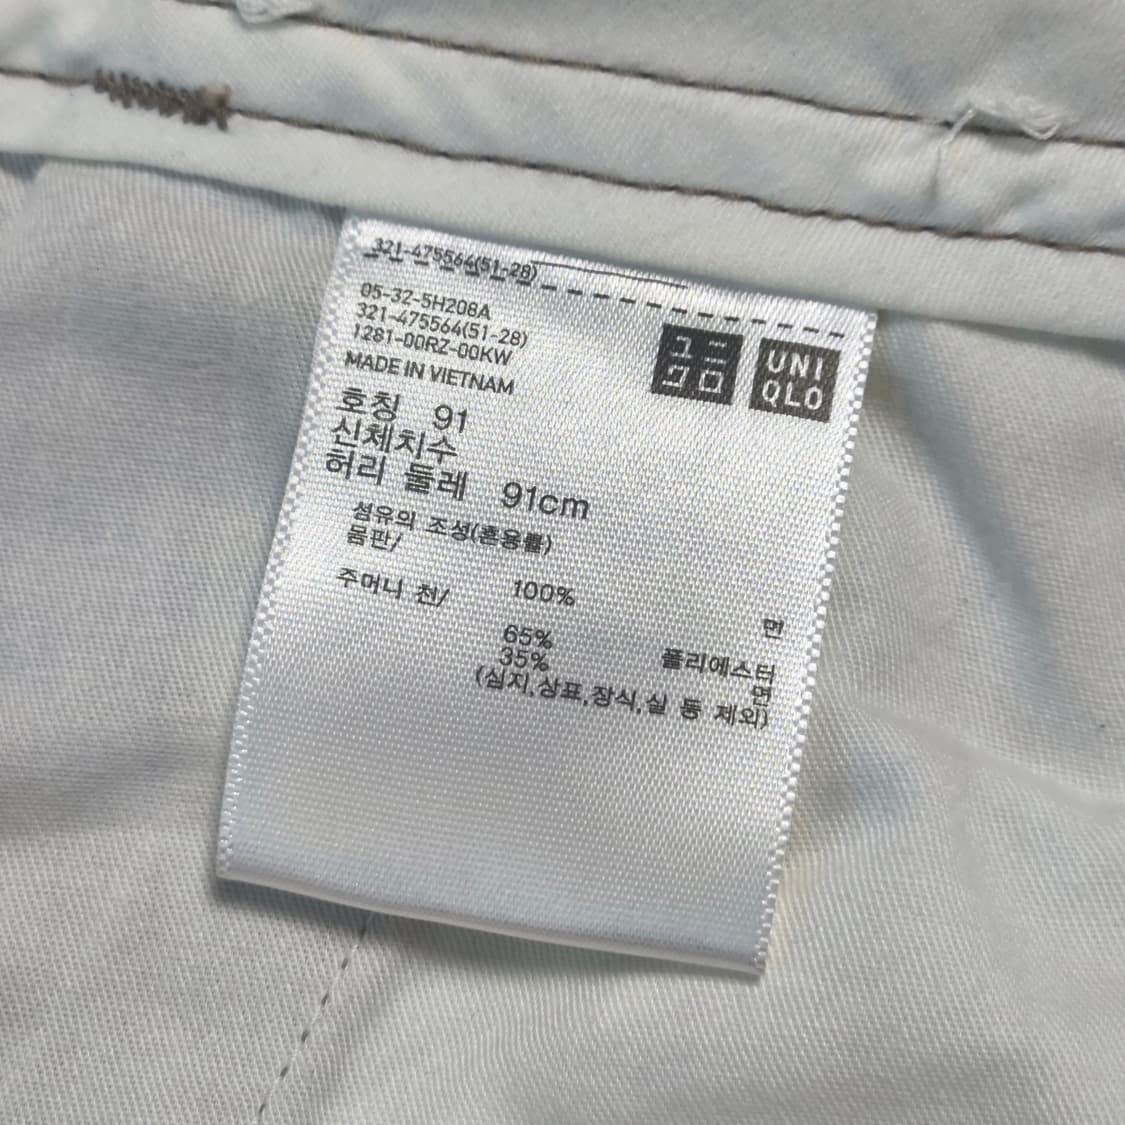 321-475564(51-28)
05-32-5H208A
321-475564(51-28)
1281-00RZ-00KW
MADE IN VIETNAM
ユニ
クロ
UNI
QLO
호칭 91
신체치수
허리 둘레 91cm
섬유의 조성(혼용률)
몸판/
100% 면
주머니 천/
65% 폴리에스터
35% 면
(심지,상표,장식,실 등 제외)